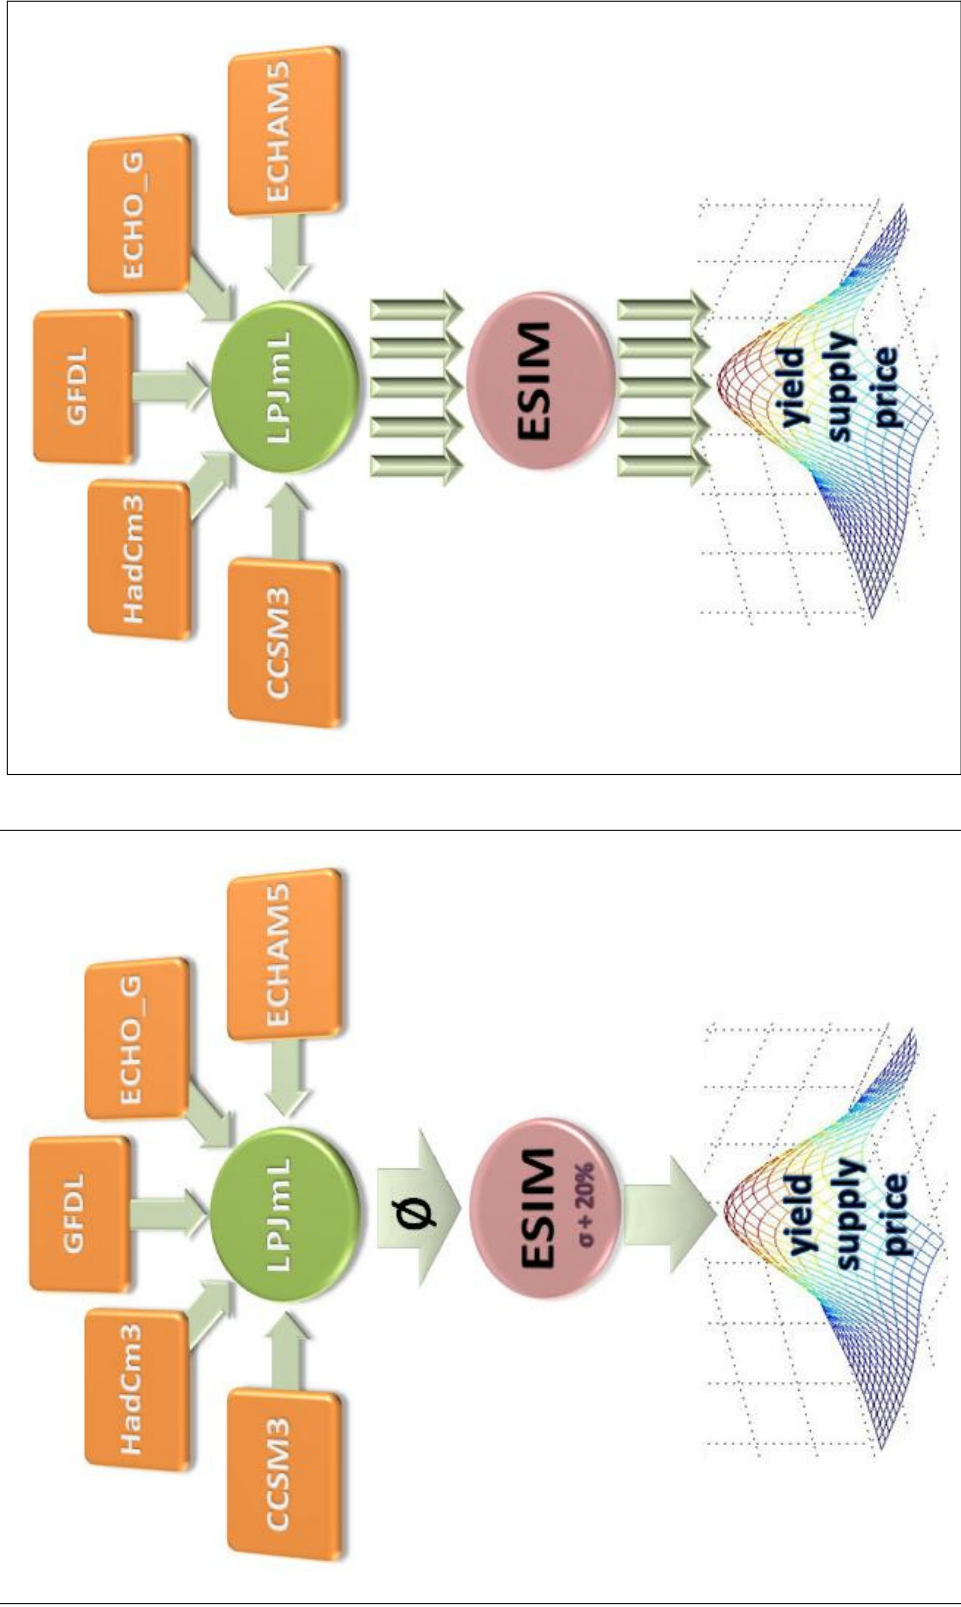 GFDL
HadCm3
ECHO_G
CCSM3
LPJmL
ECHAM5
ESIM
yield
supply
price
GFDL
HadCm3
ECHO_G
CCSM3
LPJmL
ECHAM5
Ø
ESIM
σ + 20%
yield
supply
price